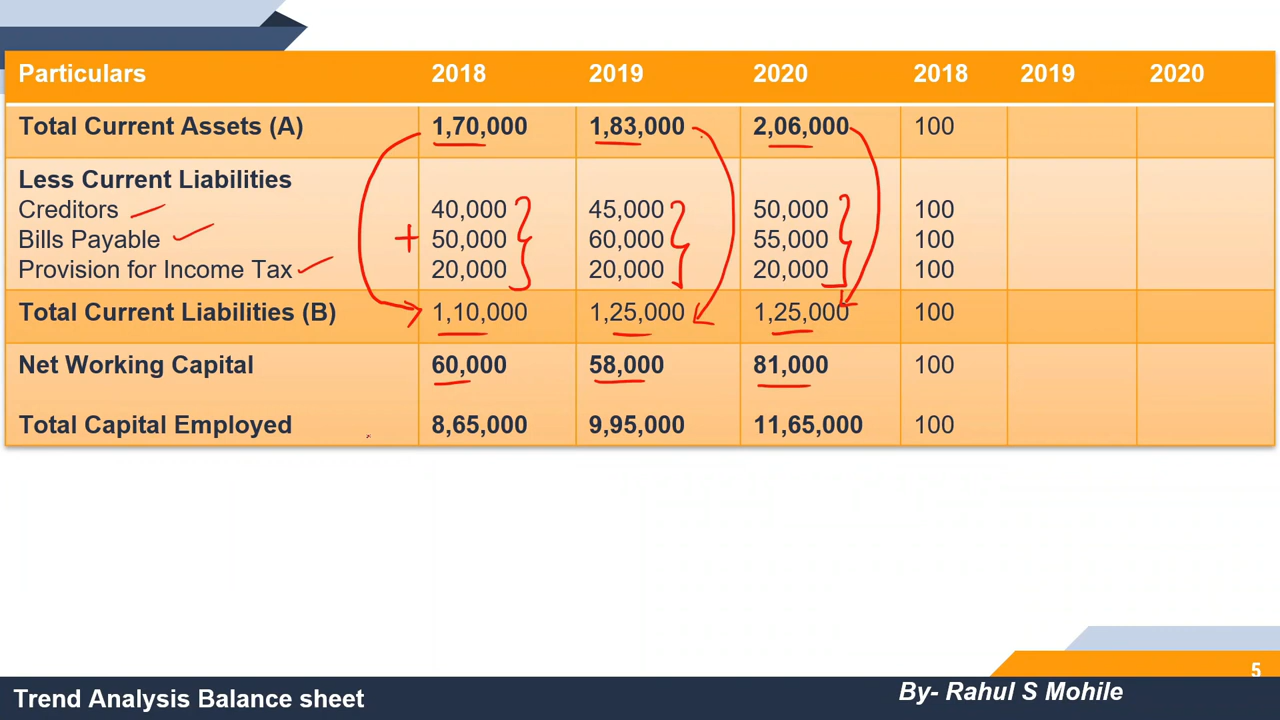 Particulars 2018 2019 2020 2018 2019 2020
Total Current Assets (A) 1,70,000 1,83,000 2,06,000 100
Less Current Liabilities
Creditors 40,000 45,000 50,000 100
Bills Payable + 50,000 60,000 55,000 100
Provision for Income Tax 20,000 20,000 20,000 100
Total Current Liabilities (B) 1,10,000 1,25,000 1,25,000 100
Net Working Capital 60,000 58,000 81,000 100
Total Capital Employed 8,65,000 9,95,000 11,65,000 100
5
Trend Analysis Balance sheet By- Rahul S Mohile